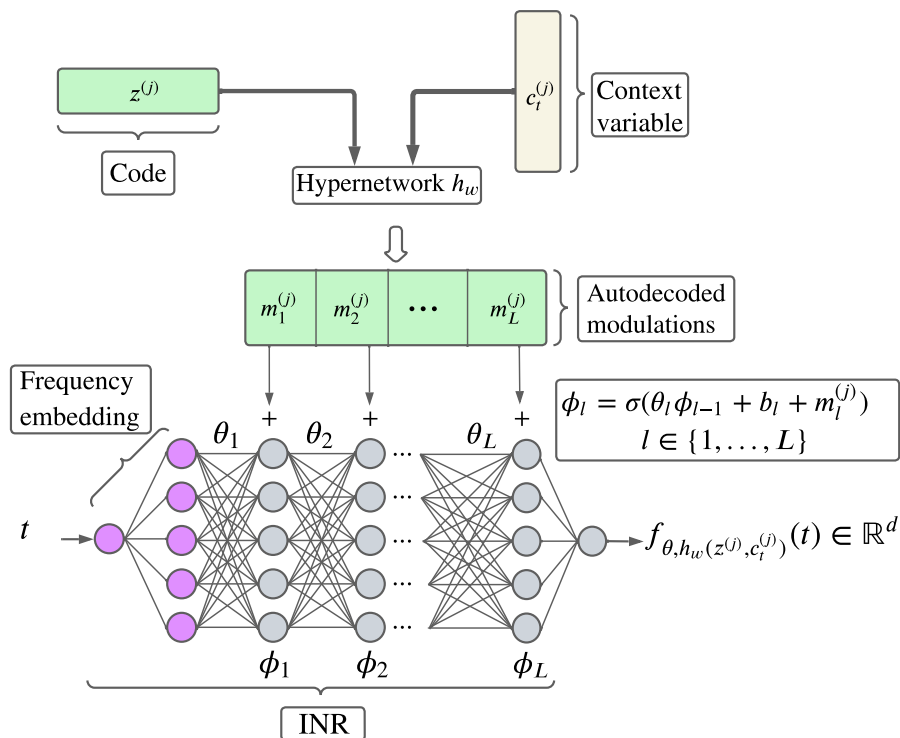 z^{(j)}
c_t^{(j)}
Context
variable
Code
Hypernetwork h_w
m_1^{(j)} m_2^{(j)} ••• m_L^{(j)}
Autodecoded
modulations
Frequency
embedding
+ + +
ϕ_l = σ(θ_l ϕ_{l−1} + b_l + m_l^{(j)})
l ∈ {1, . . . , L}
θ_1 θ_2 ... θ_L
t
f_{θ,h_w(z^{(j)},c_t^{(j)})}(t) ∈ ℝ^d
...
ϕ_1 ϕ_2 ϕ_L
INR